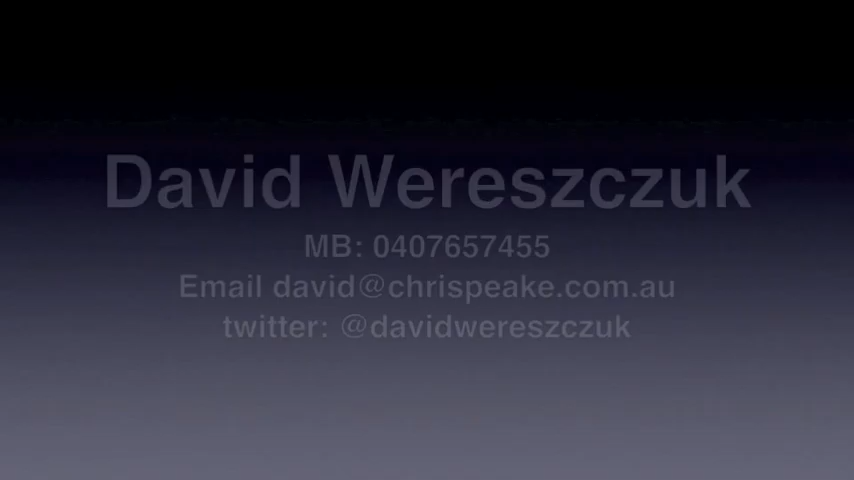 David Wereszczuk
MB: 0407657455
Email david@chrispeake.com.au
twitter: @davidwereszczuk